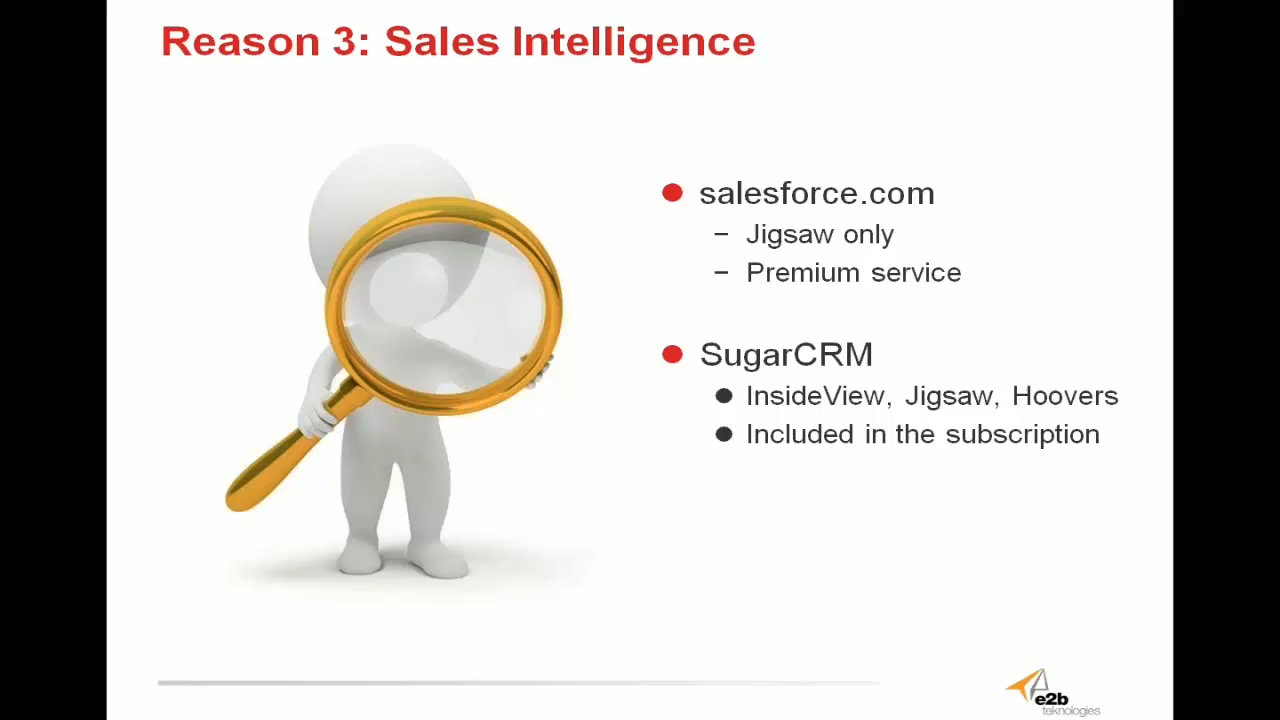 Reason 3: Sales Intelligence
salesforce.com
– Jigsaw only
– Premium service
SugarCRM
InsideView, Jigsaw, Hoovers
Included in the subscription
e2b
teknologies